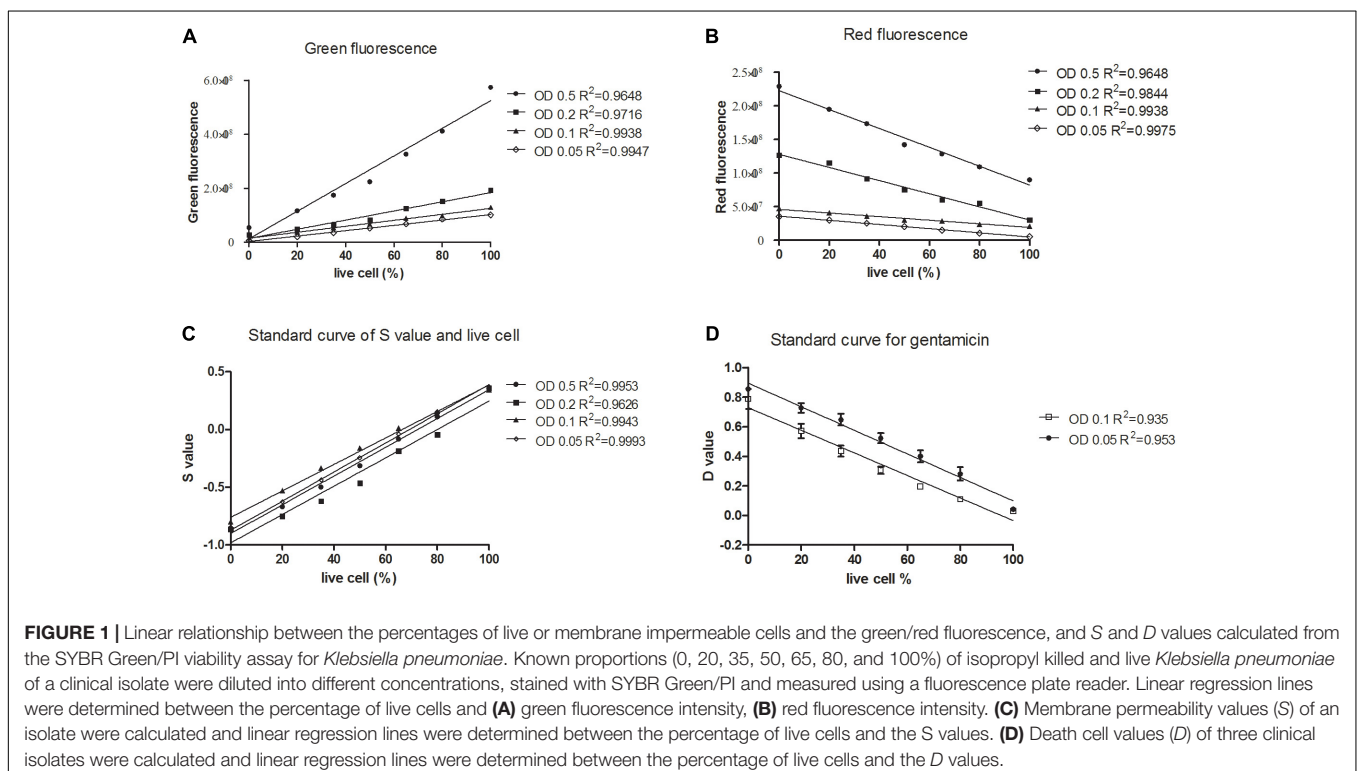 A
Green fluorescence
6.0×10^8
4.0×10^8
2.0×10^8
0
Green fluorescence
0 20 40 60 80 100
live cell (%)
OD 0.5 R²=0.9648
OD 0.2 R²=0.9716
OD 0.1 R²=0.9938
OD 0.05 R²=0.9947
B
Red fluorescence
2.5×10^8
2.0×10^8
1.5×10^8
1.0×10^8
5.0×10^7
0
Red fluorescence
0 20 40 60 80 100
live cell (%)
OD 0.5 R²=0.9648
OD 0.2 R²=0.9844
OD 0.1 R²=0.9938
OD 0.05 R²=0.9975
C
Standard curve of S value and live cell
0.5
0.0
-0.5
-1.0
S value
0 20 40 60 80 100
live cell (%)
OD 0.5 R²=0.9953
OD 0.2 R²=0.9626
OD 0.1 R²=0.9943
OD 0.05 R²=0.9993
D
Standard curve for gentamicin
1.0
0.8
0.6
0.4
0.2
0.0
-0.2
D value
0 20 40 60 80 100
live cell %
OD 0.1 R²=0.935
OD 0.05 R²=0.953
FIGURE 1 | Linear relationship between the percentages of live or membrane impermeable cells and the green/red fluorescence, and S and D values calculated from
the SYBR Green/PI viability assay for Klebsiella pneumoniae. Known proportions (0, 20, 35, 50, 65, 80, and 100%) of isopropyl killed and live Klebsiella pneumoniae
of a clinical isolate were diluted into different concentrations, stained with SYBR Green/PI and measured using a fluorescence plate reader. Linear regression lines
were determined between the percentage of live cells and (A) green fluorescence intensity, (B) red fluorescence intensity. (C) Membrane permeability values (S) of an
isolate were calculated and linear regression lines were determined between the percentage of live cells and the S values. (D) Death cell values (D) of three clinical
isolates were calculated and linear regression lines were determined between the percentage of live cells and the D values.